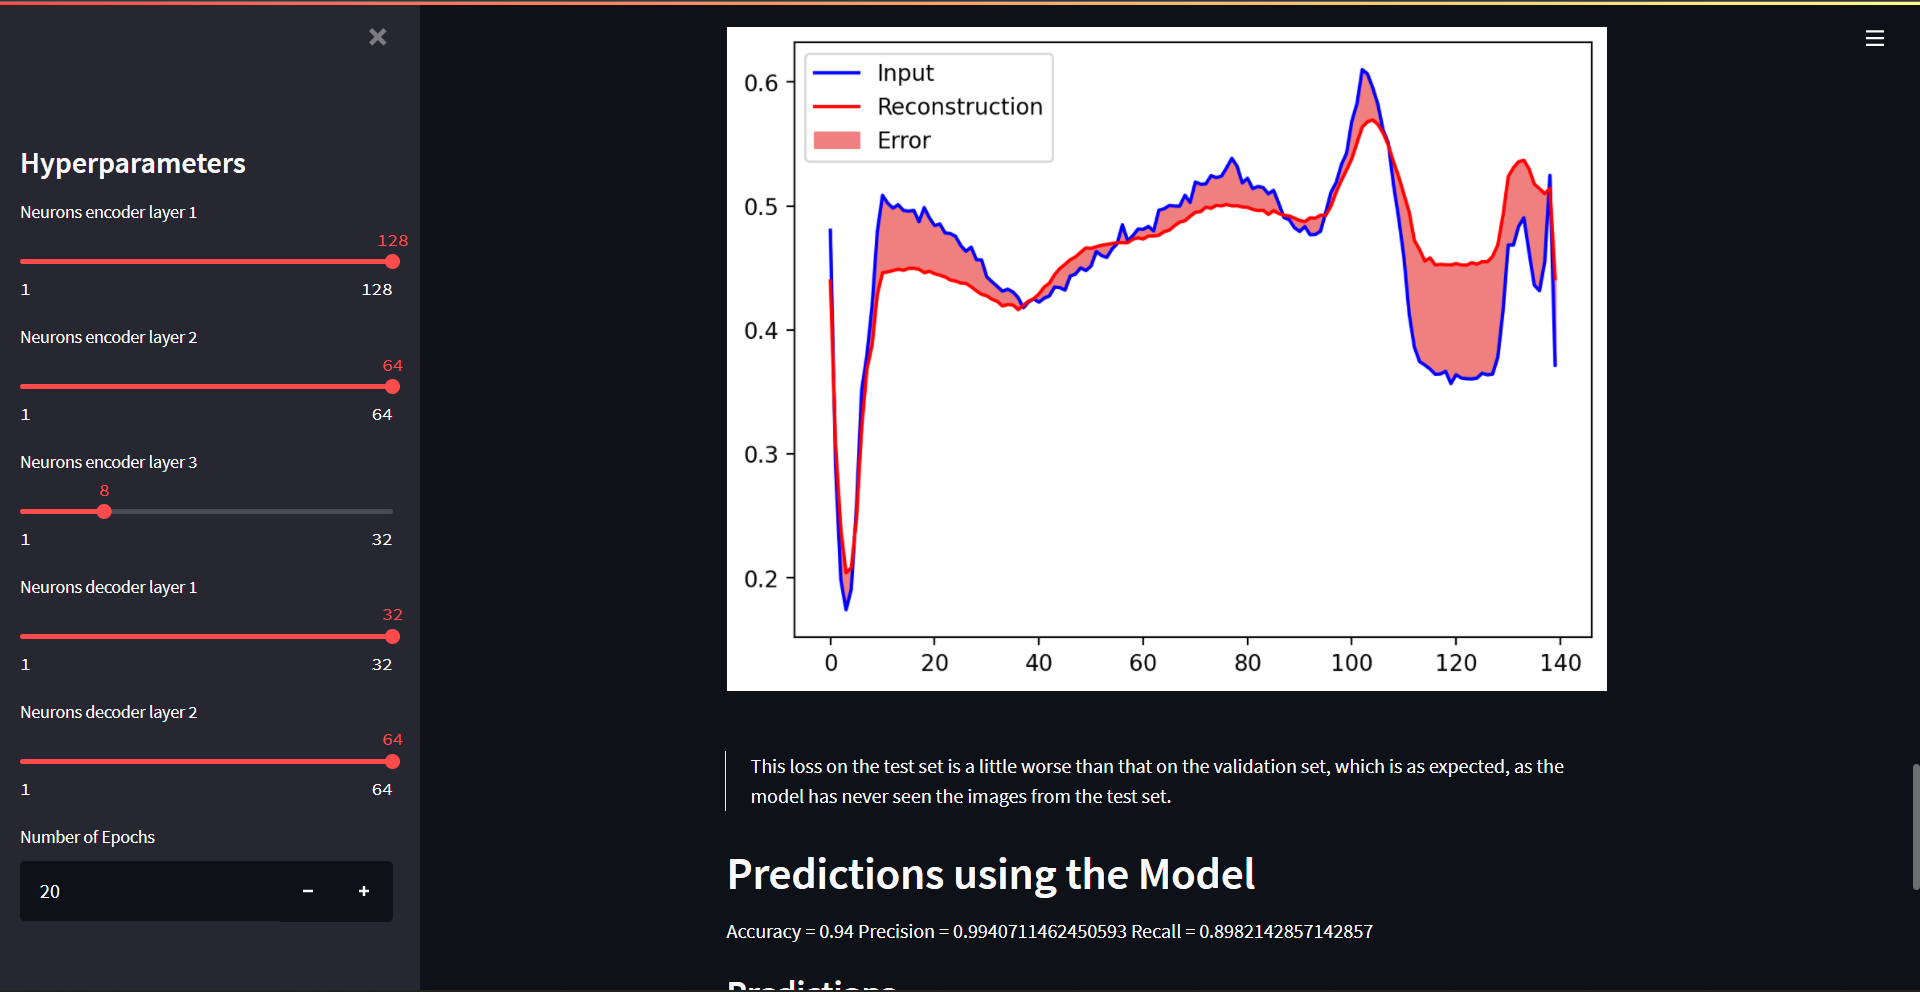 Hyperparameters
Neurons encoder layer 1
128
1 128
Neurons encoder layer 2
64
1 64
Neurons encoder layer 3
8
1 32
Neurons decoder layer 1
32
1 32
Neurons decoder layer 2
64
1 64
Number of Epochs
20
Input
Reconstruction
Error
0.6
0.5
0.4
0.3
0.2
0 20 40 60 80 100 120 140
This loss on the test set is a little worse than that on the validation set, which is as expected, as the
model has never seen the images from the test set.
Predictions using the Model
Accuracy = 0.94 Precision = 0.9940711462450593 Recall = 0.8982142857142857
Predictions